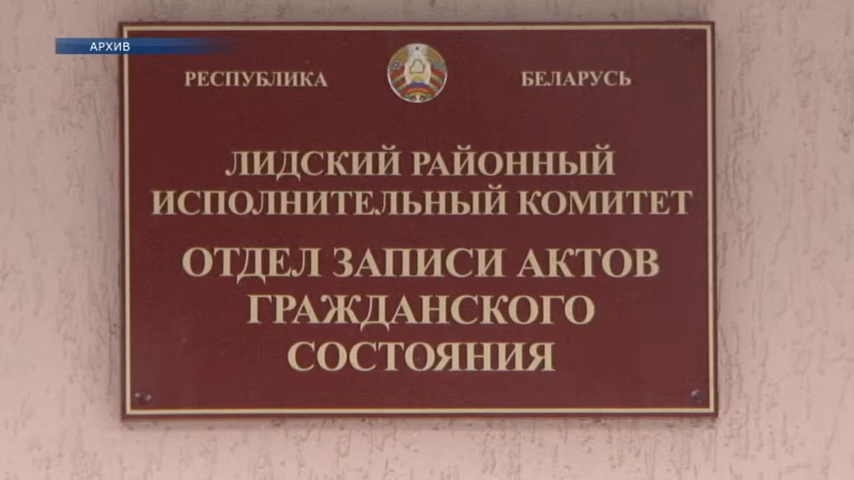 АРХИВ
РЕСПУБЛИКА БЕЛАРУСЬ
ЛИДСКИЙ РАЙОННЫЙ
ИСПОЛНИТЕЛЬНЫЙ КОМИТЕТ
ОТДЕЛ ЗАПИСИ АКТОВ
ГРАЖДАНСКОГО
СОСТОЯНИЯ